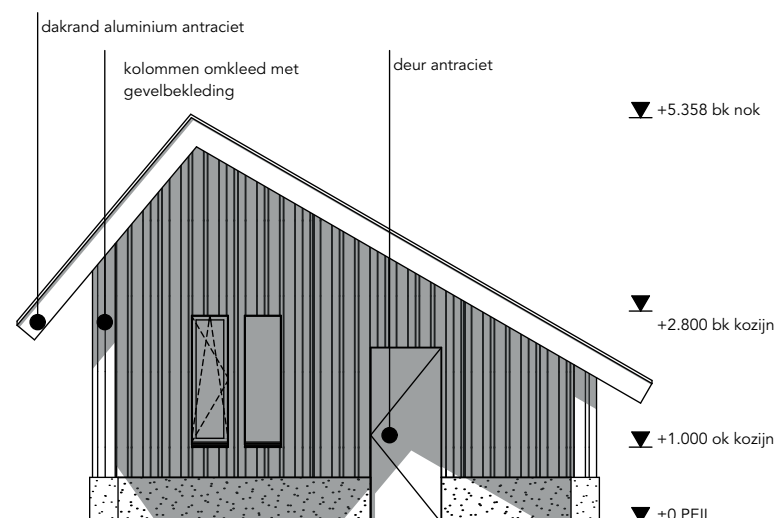 dakrand aluminium antraciet
kolommen omkleed met
gevelbekleding
deur antraciet
+5.358 bk nok
+2.800 bk kozijn
+1.000 ok kozijn
+0 PEIL